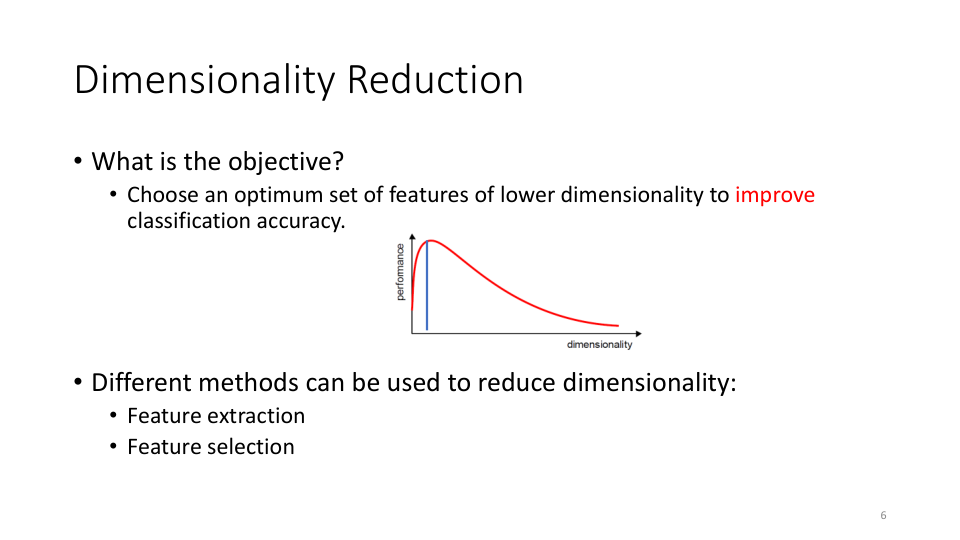 Dimensionality Reduction
• What is the objective?
• Choose an optimum set of features of lower dimensionality to improve
classification accuracy.
performance
dimensionality
• Different methods can be used to reduce dimensionality:
• Feature extraction
• Feature selection
6